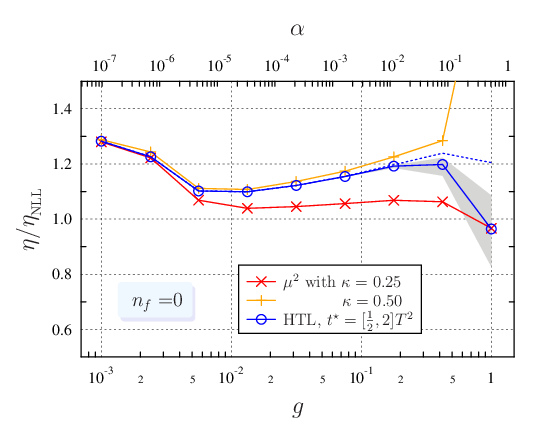 α
10⁻⁷ 10⁻⁶ 10⁻⁵ 10⁻⁴ 10⁻³ 10⁻² 10⁻¹ 1
1.4
1.2
1.0
0.8
0.6
η/η_NLL
μ² with κ = 0.25
κ = 0.50
HTL, t* = [1/2, 2]T²
n_f =0
10⁻³ 2 5 10⁻² 2 5 10⁻¹ 2 5 1
g